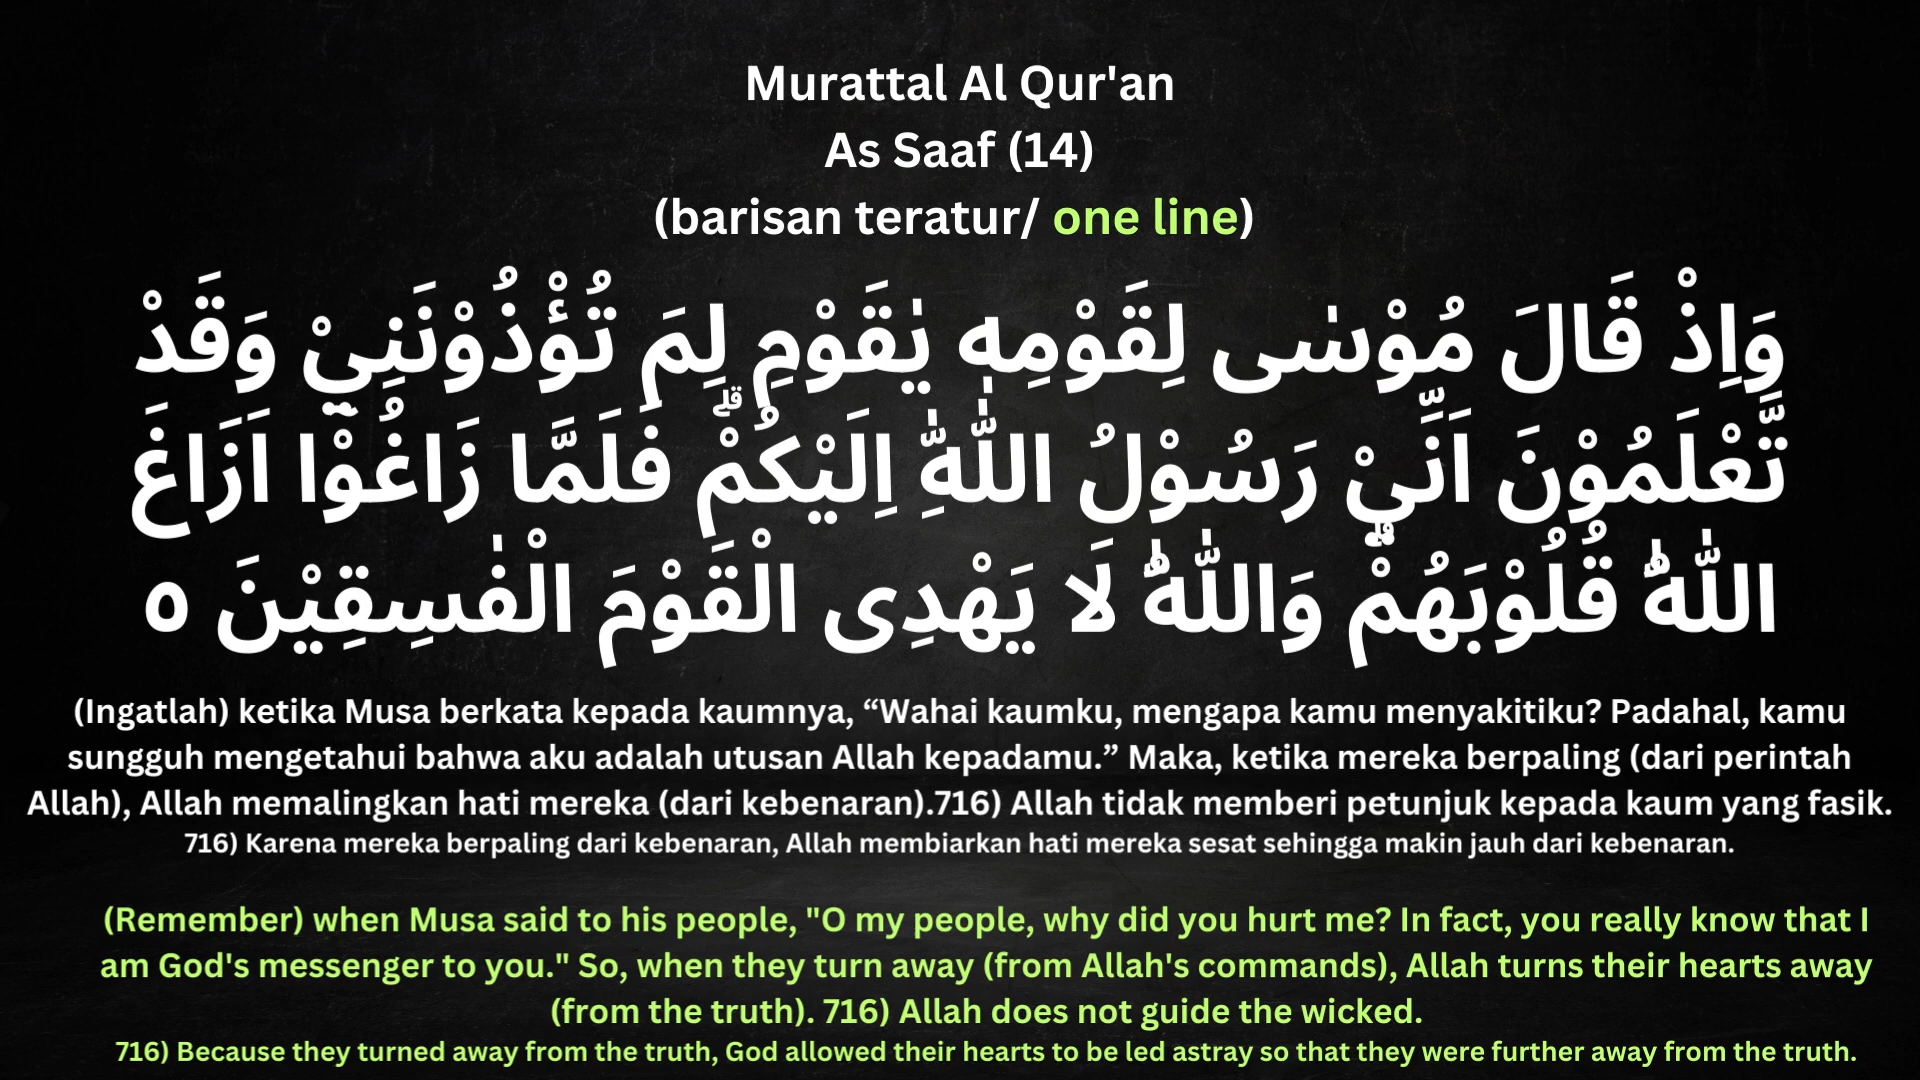 Murattal Al Qur'an
As Saaf (14)
(barisan teratur/ one line)
وَاِذْ قَالَ مُوْسٰى لِقَوْمِهٖ يٰقَوْمِ لِمَ تُؤْذُوْنَنِيْ وَقَدْ
تَّعْلَمُوْنَ اَنِّيْ رَسُوْلُ اللّٰهِ اِلَيْكُمْۗ فَلَمَّا زَاغُوْٓا اَزَاغَ
اللّٰهُ قُلُوْبَهُمْۗ وَاللّٰهُ لَا يَهْدِى الْقَوْمَ الْفٰسِقِيْنَ ٥
(Ingatlah) ketika Musa berkata kepada kaumnya, “Wahai kaumku, mengapa kamu menyakitiku? Padahal, kamu
sungguh mengetahui bahwa aku adalah utusan Allah kepadamu.” Maka, ketika mereka berpaling (dari perintah
Allah), Allah memalingkan hati mereka (dari kebenaran).716) Allah tidak memberi petunjuk kepada kaum yang fasik.
716) Karena mereka berpaling dari kebenaran, Allah membiarkan hati mereka sesat sehingga makin jauh dari kebenaran.
(Remember) when Musa said to his people, "O my people, why did you hurt me? In fact, you really know that I
am God's messenger to you." So, when they turn away (from Allah's commands), Allah turns their hearts away
(from the truth). 716) Allah does not guide the wicked.
716) Because they turned away from the truth, God allowed their hearts to be led astray so that they were further away from the truth.